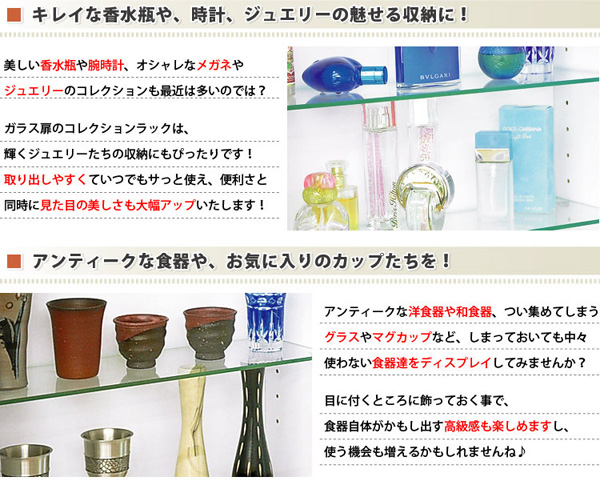 キレイな香水瓶や、時計、ジュエリーの魅せる収納に！
美しい香水瓶や腕時計、オシャレなメガネや
ジュエリーのコレクションも最近は多いのでは？
ガラス扉のコレクションラックは、
輝くジュエリーたちの収納にもぴったりです！
取り出しやすくていつでもサっと使え、便利さと
同時に見た目の美しさも大幅アップいたします！
BVLGARI
DOLCE&GABBANA
light blue
アンティークな食器や、お気に入りのカップたちを！
アンティークな洋食器や和食器、つい集めてしまう
グラスやマグカップなど、しまっておいても中々
使わない食器達をディスプレイしてみませんか？
目に付くところに飾っておく事で、
食器自体がかもし出す高級感も楽しめますし、
使う機会も増えるかもしれませんね♪